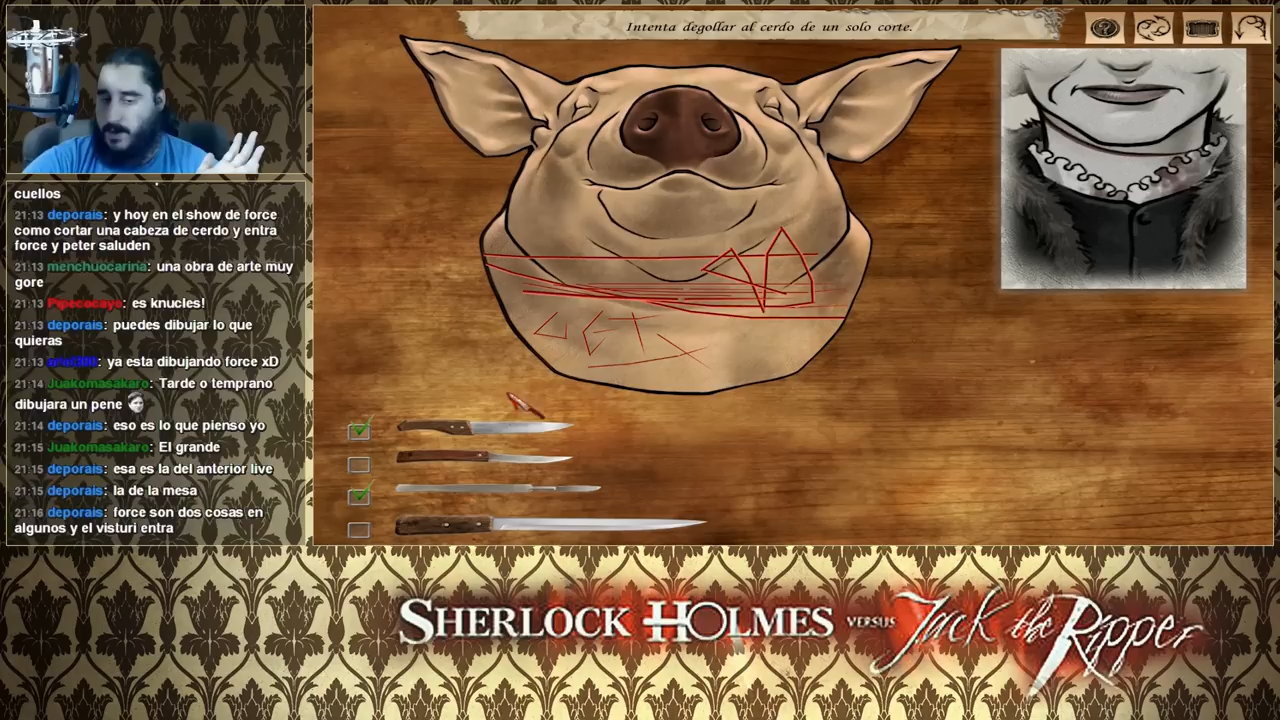 Intenta degollar al cerdo de un solo corte.
cuellos
21:13 deporais: y hoy en el show de force
como cortar una cabeza de cerdo y entra
force y peter saluden
21:13 menchuocarina: una obra de arte muy
gore
21:13 Pipecocayo: es knucles!
21:13 deporais: puedes dibujar lo que
quieras
21:13 ya esta dibujando force xD
21:14 Juakomasakaro: Tarde o temprano
dibujara un pene
21:14 deporais: eso es lo que pienso yo
21:15 Juakomasakaro: El grande
21:15 deporais: esa es la del anterior live
21:15 deporais: la de la mesa
21:16 deporais: force son dos cosas en
algunos y el visturi entra
SHERLOCK HOLMES VERSUS Jack the Ripper